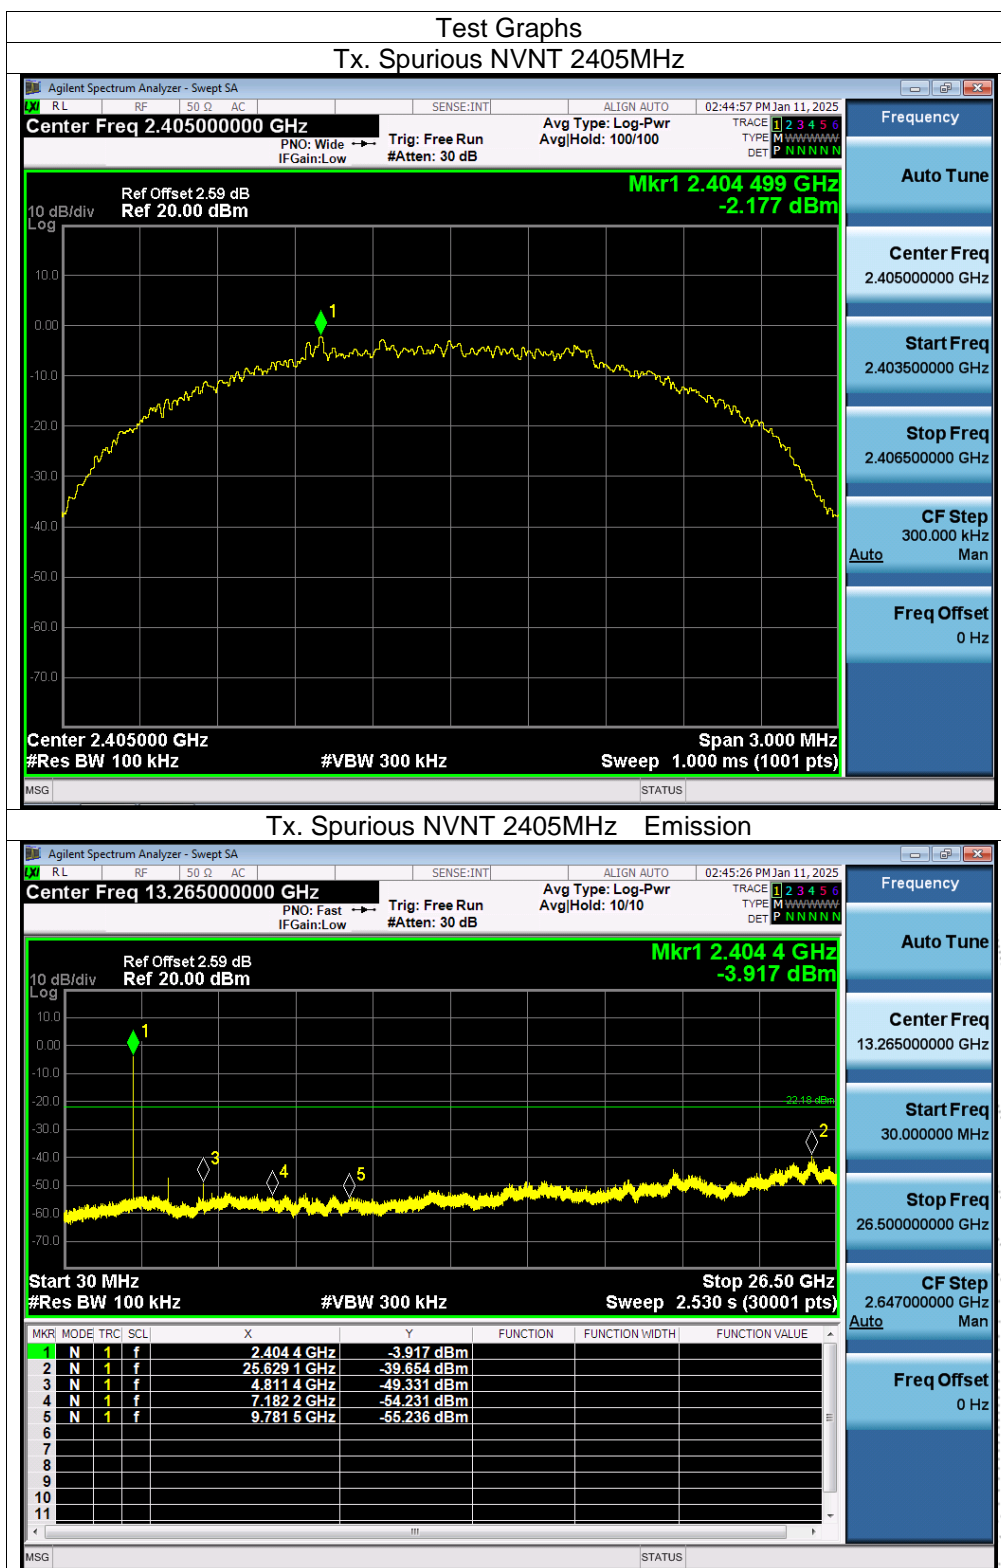 Test Graphs
Tx. Spurious NVNT 2405MHz
Agilent Spectrum Analyzer - Swept SA
LXI RL RF 50 Ω AC SENSE:INT ALIGN AUTO 02:44:57 PM Jan 11, 2025
Center Freq 2.405000000 GHz
PNO: Wide
IFGain:Low
Trig: Free Run
#Atten: 30 dB
Avg Type: Log-Pwr
Avg|Hold: 100/100
TRACE 1 2 3 4 5 6
TYPE M WWWWW
DET P N N N N N
Ref Offset 2.59 dB
10 dB/div Ref 20.00 dBm
Log
Mkr1 2.404 499 GHz
-2.177 dBm
1
10.0
0.00
-10.0
-20.0
-30.0
-40.0
-50.0
-60.0
-70.0
Center 2.405000 GHz Span 3.000 MHz
#Res BW 100 kHz #VBW 300 kHz Sweep 1.000 ms (1001 pts)
MSG STATUS
Frequency
Auto Tune
Center Freq
2.405000000 GHz
Start Freq
2.403500000 GHz
Stop Freq
2.406500000 GHz
CF Step
300.000 kHz
Auto Man
Freq Offset
0 Hz
Tx. Spurious NVNT 2405MHz Emission
Agilent Spectrum Analyzer - Swept SA
LXI RL RF 50 Ω AC SENSE:INT ALIGN AUTO 02:45:26 PM Jan 11, 2025
Center Freq 13.265000000 GHz
PNO: Fast
IFGain:Low
Trig: Free Run
#Atten: 30 dB
Avg Type: Log-Pwr
Avg|Hold: 10/10
TRACE 1 2 3 4 5 6
TYPE M WWWWW
DET P N N N N N
Ref Offset 2.59 dB
10 dB/div Ref 20.00 dBm
Log
Mkr1 2.404 4 GHz
-3.917 dBm
10.0
0.00
-10.0
-20.0
-30.0
-40.0
-50.0
-60.0
-70.0
1
22.18 dBm
2
3
4
5
Start 30 MHz Stop 26.50 GHz
#Res BW 100 kHz #VBW 300 kHz Sweep 2.530 s (30001 pts)
MKR MODE TRC SCL X Y FUNCTION FUNCTION WIDTH FUNCTION VALUE
1 N 1 f 2.404 4 GHz -3.917 dBm
2 N 1 f 25.629 1 GHz -39.654 dBm
3 N 1 f 4.811 4 GHz -49.331 dBm
4 N 1 f 7.182 2 GHz -54.231 dBm
5 N 1 f 9.781 5 GHz -55.236 dBm
6
7
8
9
10
11
MSG STATUS
Frequency
Auto Tune
Center Freq
13.265000000 GHz
Start Freq
30.000000 MHz
Stop Freq
26.500000000 GHz
CF Step
2.647000000 GHz
Auto Man
Freq Offset
0 Hz